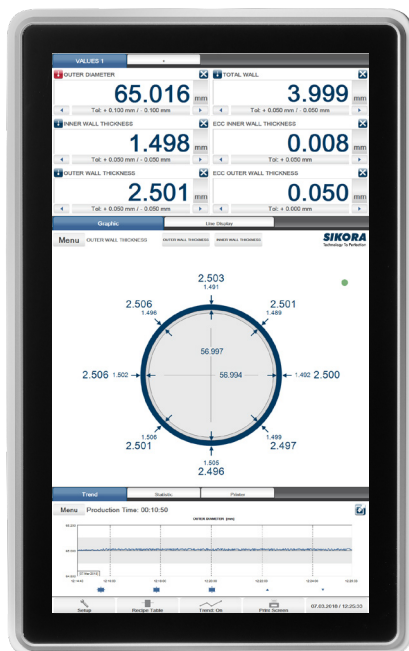 VALUES 1 +
OUTER DIAMETER TOTAL WALL
65.016 mm 3.999 mm
Tol: + 0.100 mm / - 0.100 mm Tol: + 0.050 mm / - 0.050 mm
INNER WALL THICKNESS ECC INNER WALL THICKNESS
1.498 mm 0.008 mm
Tol: + 0.050 mm / - 0.050 mm Tol: + 0.050 mm
OUTER WALL THICKNESS ECC OUTER WALL THICKNESS
2.501 mm 0.050 mm
Tol: + 0.050 mm / - 0.050 mm Tol: + 0.000 mm
Graphic Line Display
Menu OUTER WALL THICKNESS OUTER WALL THICKNESS INNER WALL THICKNESS SIKORA
Technology To Perfection
2.503
1.491
2.506 2.501
1.496 1.489
56.997
2.506 1.502 56.994 1.492 2.500
1.506 1.499
2.501 2.497
1.505
2.496
Trend Statistic Printer
Menu Production Time: 00:10:50
OUTER DIAMETER [mm]
Setup Recipe Table Trend: On Print Screen 07.03.2018 / 12:25:33